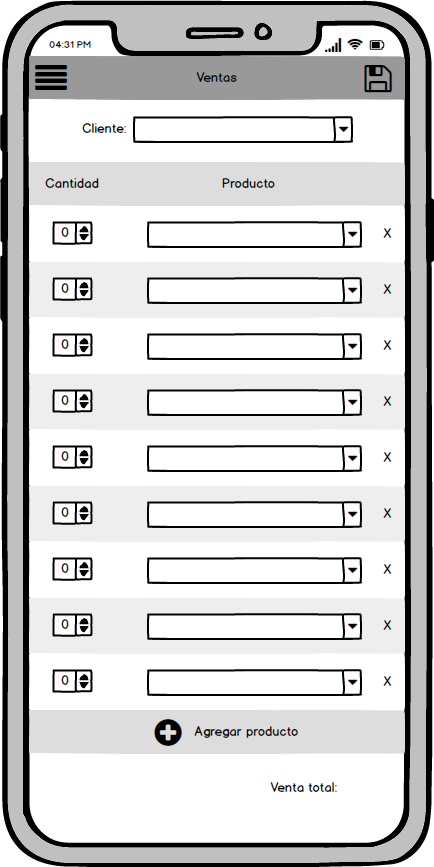 04:31 PM
Ventas
Cliente:
Cantidad Producto
0 X
0 X
0 X
0 X
0 X
0 X
0 X
0 X
0 X
Agregar producto
Venta total: